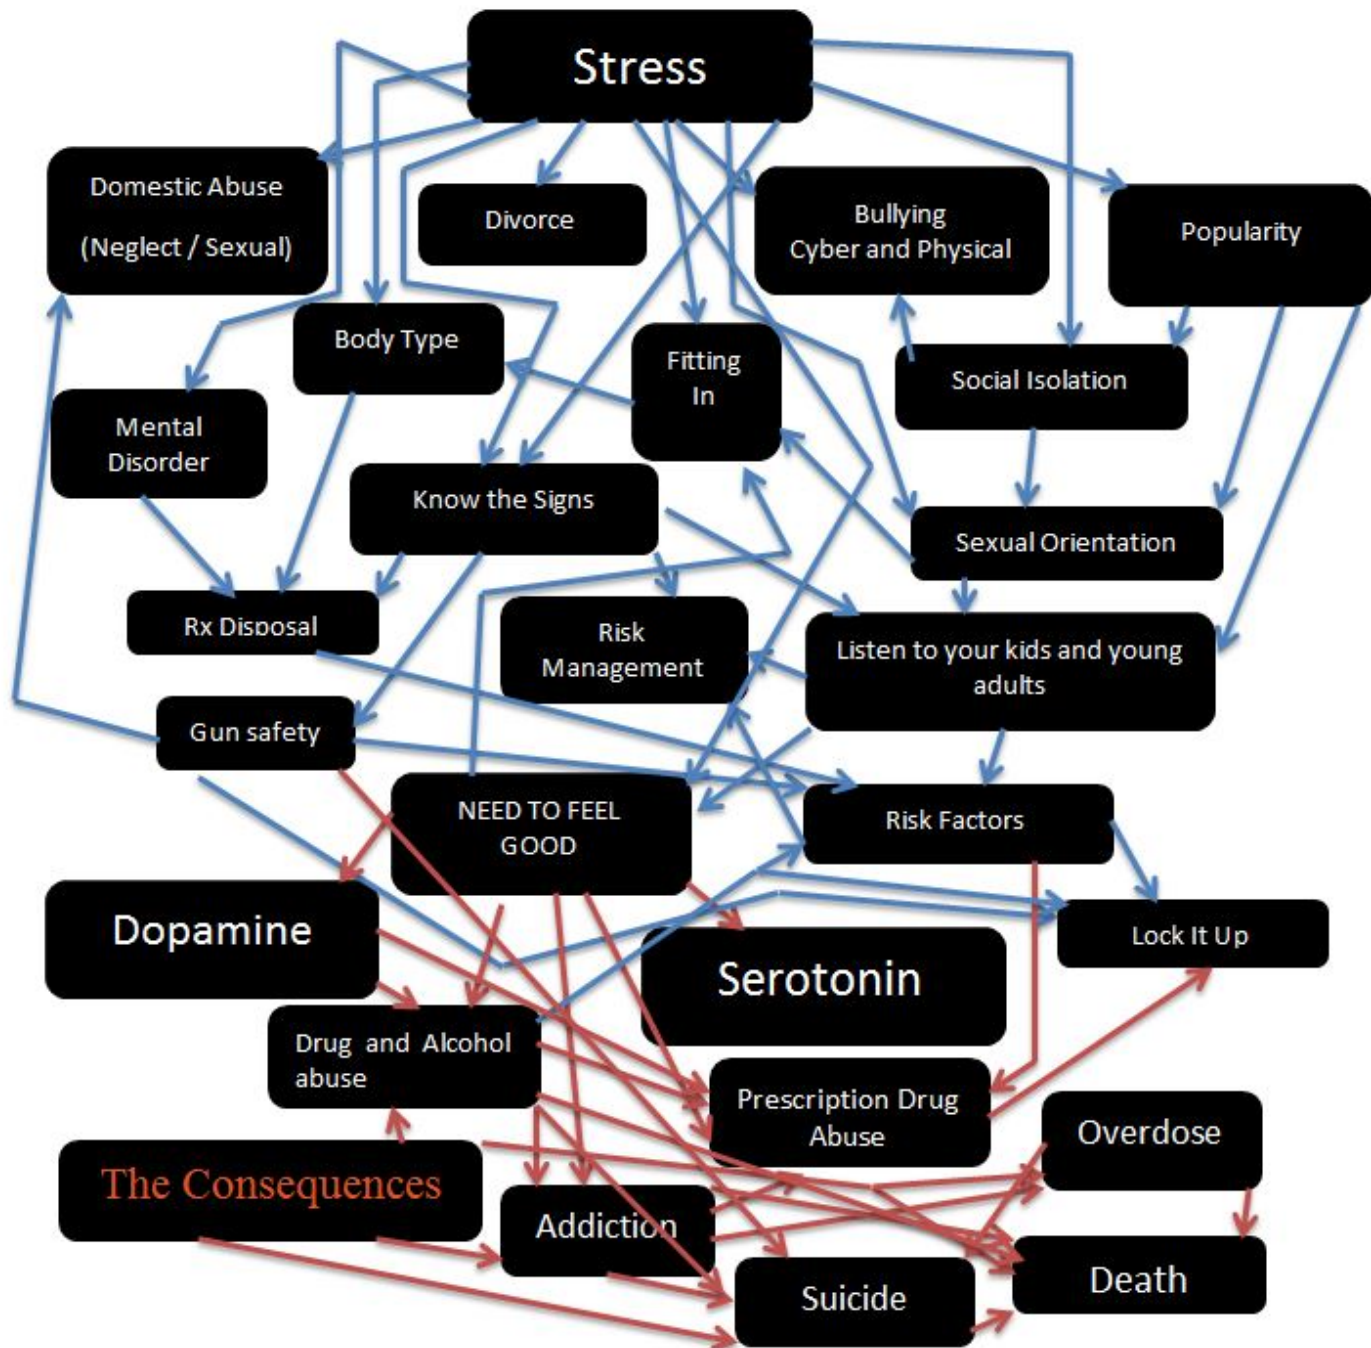 Stress
Domestic Abuse
(Neglect / Sexual)
Divorce
Bullying
Cyber and Physical
Popularity
Body Type
Fitting
In
Social Isolation
Mental
Disorder
Know the Signs
Sexual Orientation
Rx Disposal
Risk
Management
Listen to your kids and young
adults
Gun safety
NEED TO FEEL
GOOD
Risk Factors
Dopamine
Serotonin
Lock It Up
Drug and Alcohol
abuse
Prescription Drug
Abuse
Overdose
The Consequences
Addiction
Suicide
Death